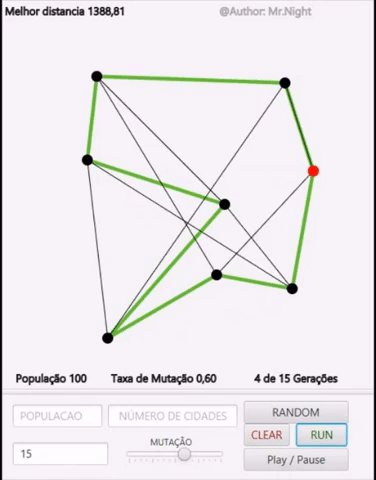 Melhor distancia 1388,81 @Author: Mr.Night
População 100 Taxa de Mutação 0,60 4 de 15 Gerações
POPULACAO NÚMERO DE CIDADES RANDOM
MUTAÇÃO CLEAR RUN
15
Play / Pause